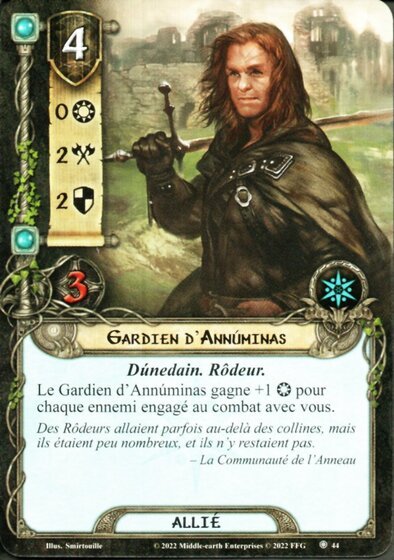 4
0
2
2
3
Gardien d'Annúminas
Dúnedain. Rôdeur.
Le Gardien d'Annúminas gagne +1 pour
chaque ennemi engagé au combat avec vous.
Des Rôdeurs allaient parfois au-delà des collines, mais
ils étaient peu nombreux, et ils n'y restaient pas.
– La Communauté de l'Anneau
Allié
Illus. Smirtouille © 2022 Middle-earth Enterprises © 2022 FFG 44